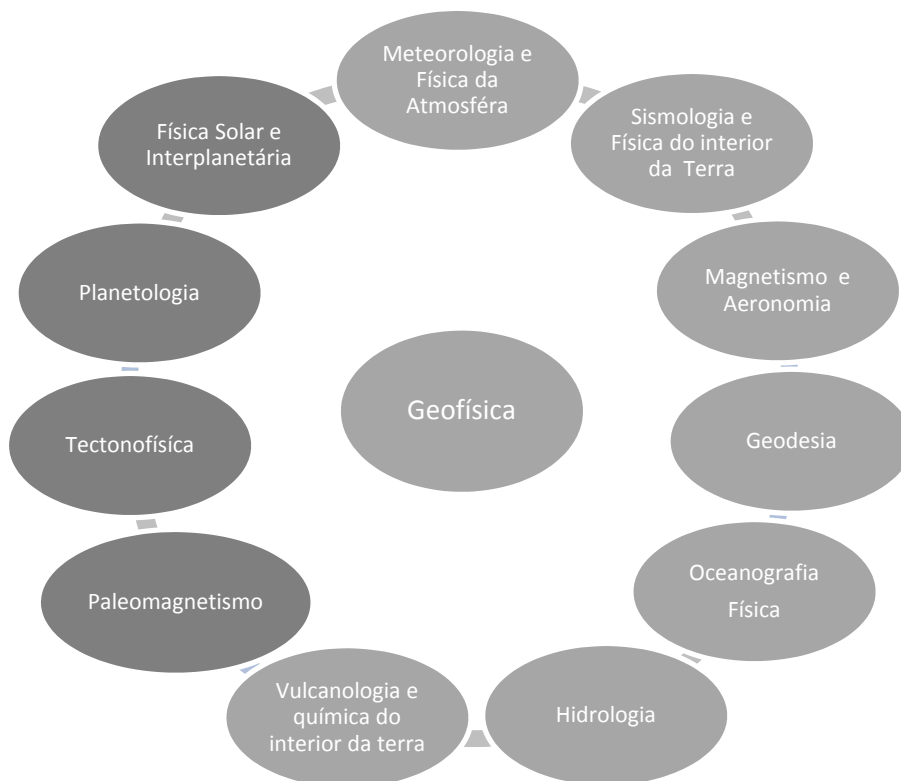 Meteorologia e
Física da
Atmosféra
Sismologia e
Física do interior
da Terra
Magnetismo e
Aeronomia
Geodesia
Oceanografia
Física
Hidrologia
Vulcanologia e
química do
interior da terra
Paleomagnetismo
Tectonofísíca
Planetologia
Física Solar e
Interplanetária
Geofísica